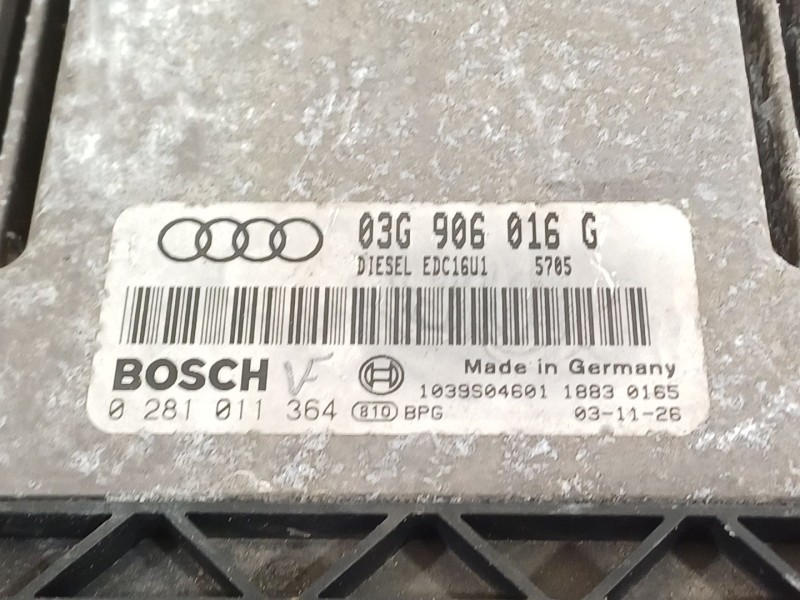 03G 906 016 G
DIESEL EDC16U1 5705
BOSCH VF Made in Germany
1039S04601 1883 0165
0 281 011 364 810 BPG 03-11-26